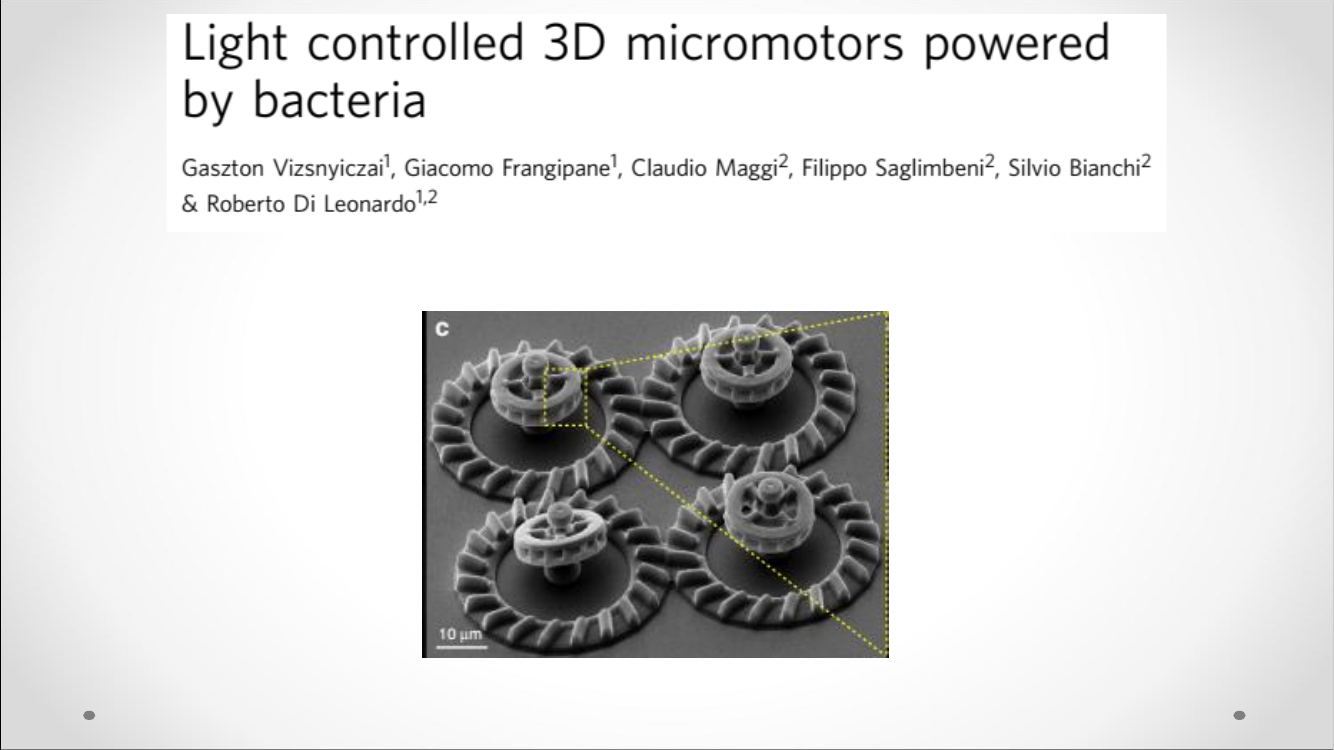 Light controlled 3D micromotors powered
by bacteria
Gaszton Vizsnyiczai1, Giacomo Frangipane1, Claudio Maggi2, Filippo Saglimbeni2, Silvio Bianchi2
& Roberto Di Leonardo1,2
c
10 μm